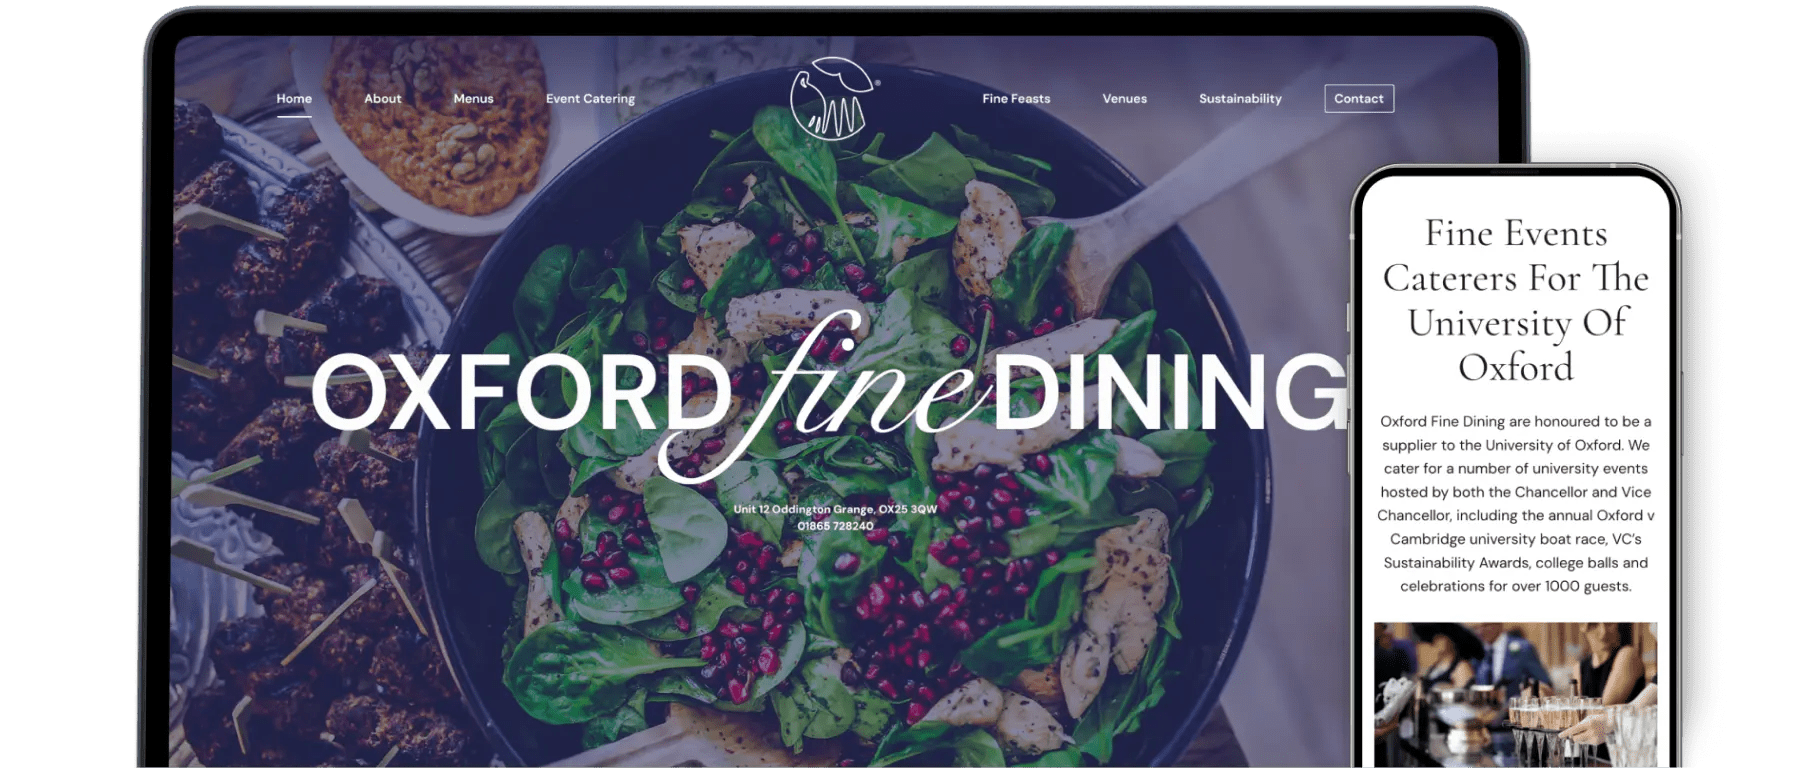 Home About Menus Event Catering ® Fine Feasts Venues Sustainability Contact
OXFORD fine DINING
Unit 12 Oddington Grange, OX25 3QW
01865 728240
Fine Events
Caterers For The
University Of
Oxford
Oxford Fine Dining are honoured to be a
supplier to the University of Oxford. We
cater for a number of university events
hosted by both the Chancellor and Vice
Chancellor, including the annual Oxford v
Cambridge university boat race, VC's
Sustainability Awards, college balls and
celebrations for over 1000 guests.